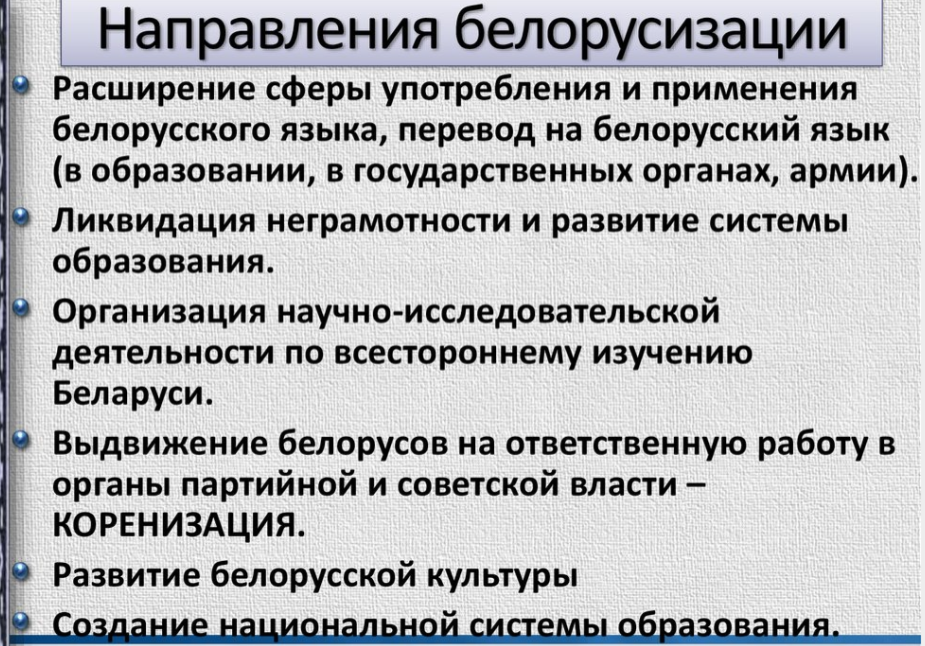 Направления белорусизации
Расширение сферы употребления и применения
белорусского языка, перевод на белорусский язык
(в образовании, в государственных органах, армии).
Ликвидация неграмотности и развитие системы
образования.
Организация научно-исследовательской
деятельности по всестороннему изучению
Беларуси.
Выдвижение белорусов на ответственную работу в
органы партийной и советской власти –
КОРЕНИЗАЦИЯ.
Развитие белорусской культуры
Создание национальной системы образования.